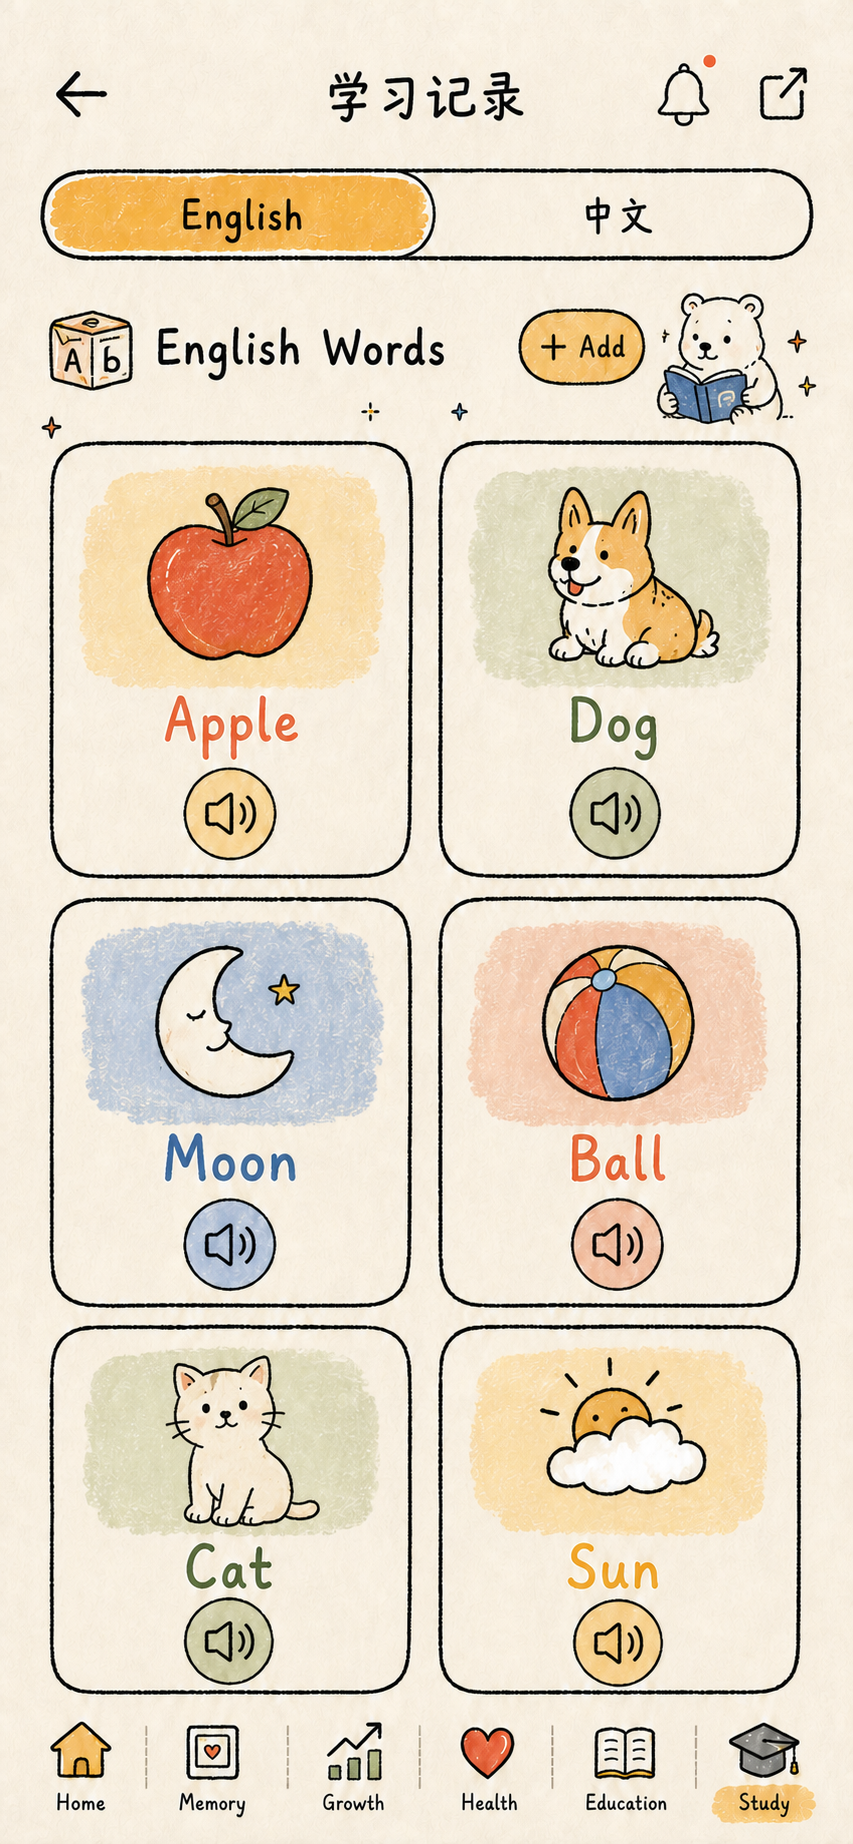 学习记录
English
中文
A b
English Words
+ Add
Apple
Dog
Moon
Ball
Cat
Sun
Home
Memory
Growth
Health
Education
Study